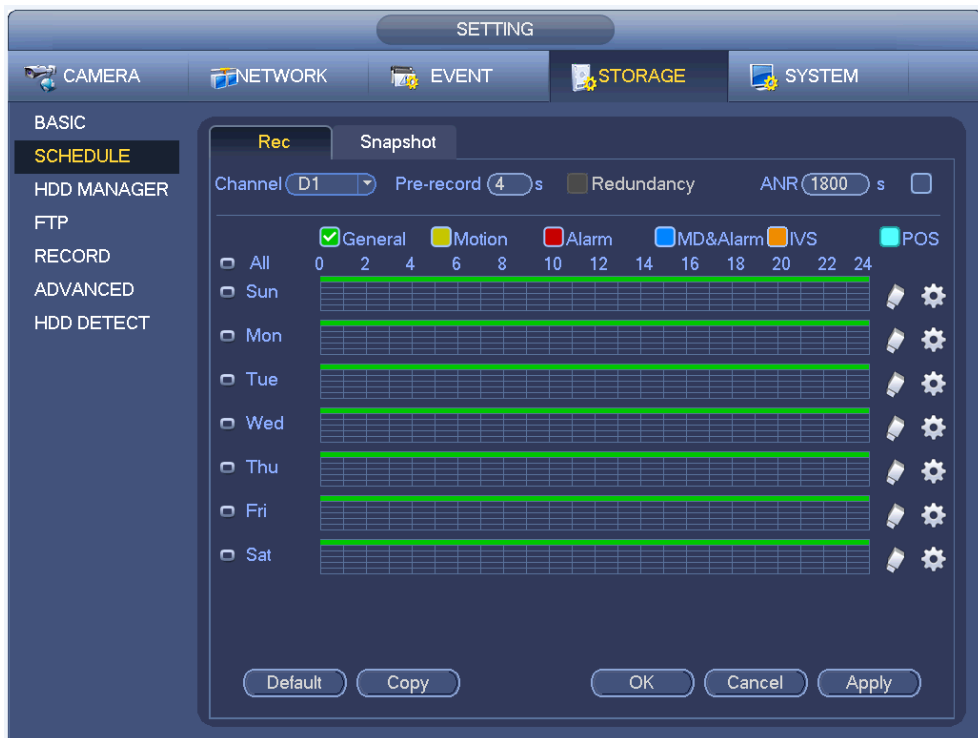 SETTING
CAMERA NETWORK EVENT STORAGE SYSTEM
BASIC
SCHEDULE
HDD MANAGER
FTP
RECORD
ADVANCED
HDD DETECT
Rec Snapshot
Channel D1 Pre-record 4 s Redundancy ANR 1800 s
General Motion Alarm MD&Alarm IVS POS
All 0 2 4 6 8 10 12 14 16 18 20 22 24
Sun
Mon
Tue
Wed
Thu
Fri
Sat
Default Copy OK Cancel Apply